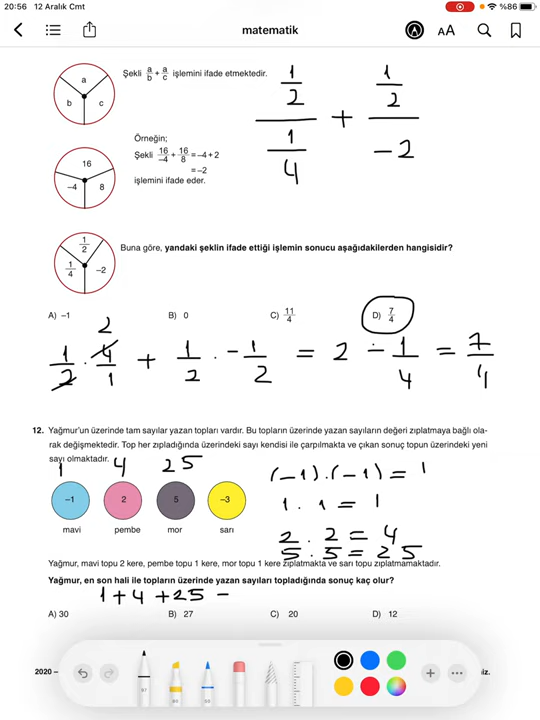 20:56 12 Aralık Cmt %86
matematik
AA
a
b c
Şekli a/b + a/c işlemini ifade etmektedir.
1/2 / 1/4 + 1/2 / -2
Örneğin;
16
-4 8
Şekli 16/-4 + 16/8 = -4 + 2
= -2
işlemini ifade eder.
1/2
1/4 -2
Buna göre, yandaki şeklin ifade ettiği işlemin sonucu aşağıdakilerden hangisidir?
A) -1 B) 0 C) 11/4 D) 7/4
2
1/2 . 4/1 + 1/2 . -1/2 = 2 - 1/4 = 7/4
12. Yağmur'un üzerinde tam sayılar yazan topları vardır. Bu topların üzerinde yazan sayıların değeri zıplatmaya bağlı ola-
rak değişmektedir. Top her zıpladığında üzerindeki sayı kendisi ile çarpılmakta ve çıkan sonuç topun üzerindeki yeni
sayı olmaktadır.
1 4 25
(-1).(-1) = 1
-1 2 5 -3
1 . 1 = 1
mavi pembe mor sarı
2 . 2 = 4
5 . 5 = 25
Yağmur, mavi topu 2 kere, pembe topu 1 kere, mor topu 1 kere zıplatmakta ve sarı topu zıplatmamaktadır.
Yağmur, en son hali ile topların üzerinde yazan sayıları topladığında sonuç kaç olur?
1+4+25 -
A) 30 B) 27 C) 20 D) 12
2020 –
iz.
97